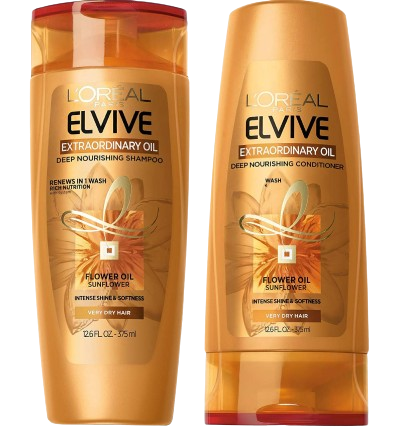 L'ORÉAL
PARIS
ELVIVE
EXTRAORDINARY OIL
DEEP NOURISHING SHAMPOO
RENEWS IN 1 WASH
RICH NUTRITION
FLOWER OIL
SUNFLOWER
INTENSE SHINE & SOFTNESS
VERY DRY HAIR
12.6 FL. OZ. - 375 ml
L'ORÉAL
PARIS
ELVIVE
EXTRAORDINARY OIL
DEEP NOURISHING CONDITIONER
WASH
FLOWER OIL
SUNFLOWER
INTENSE SHINE & SOFTNESS
VERY DRY HAIR
12.6 FL. OZ. - 375 ml